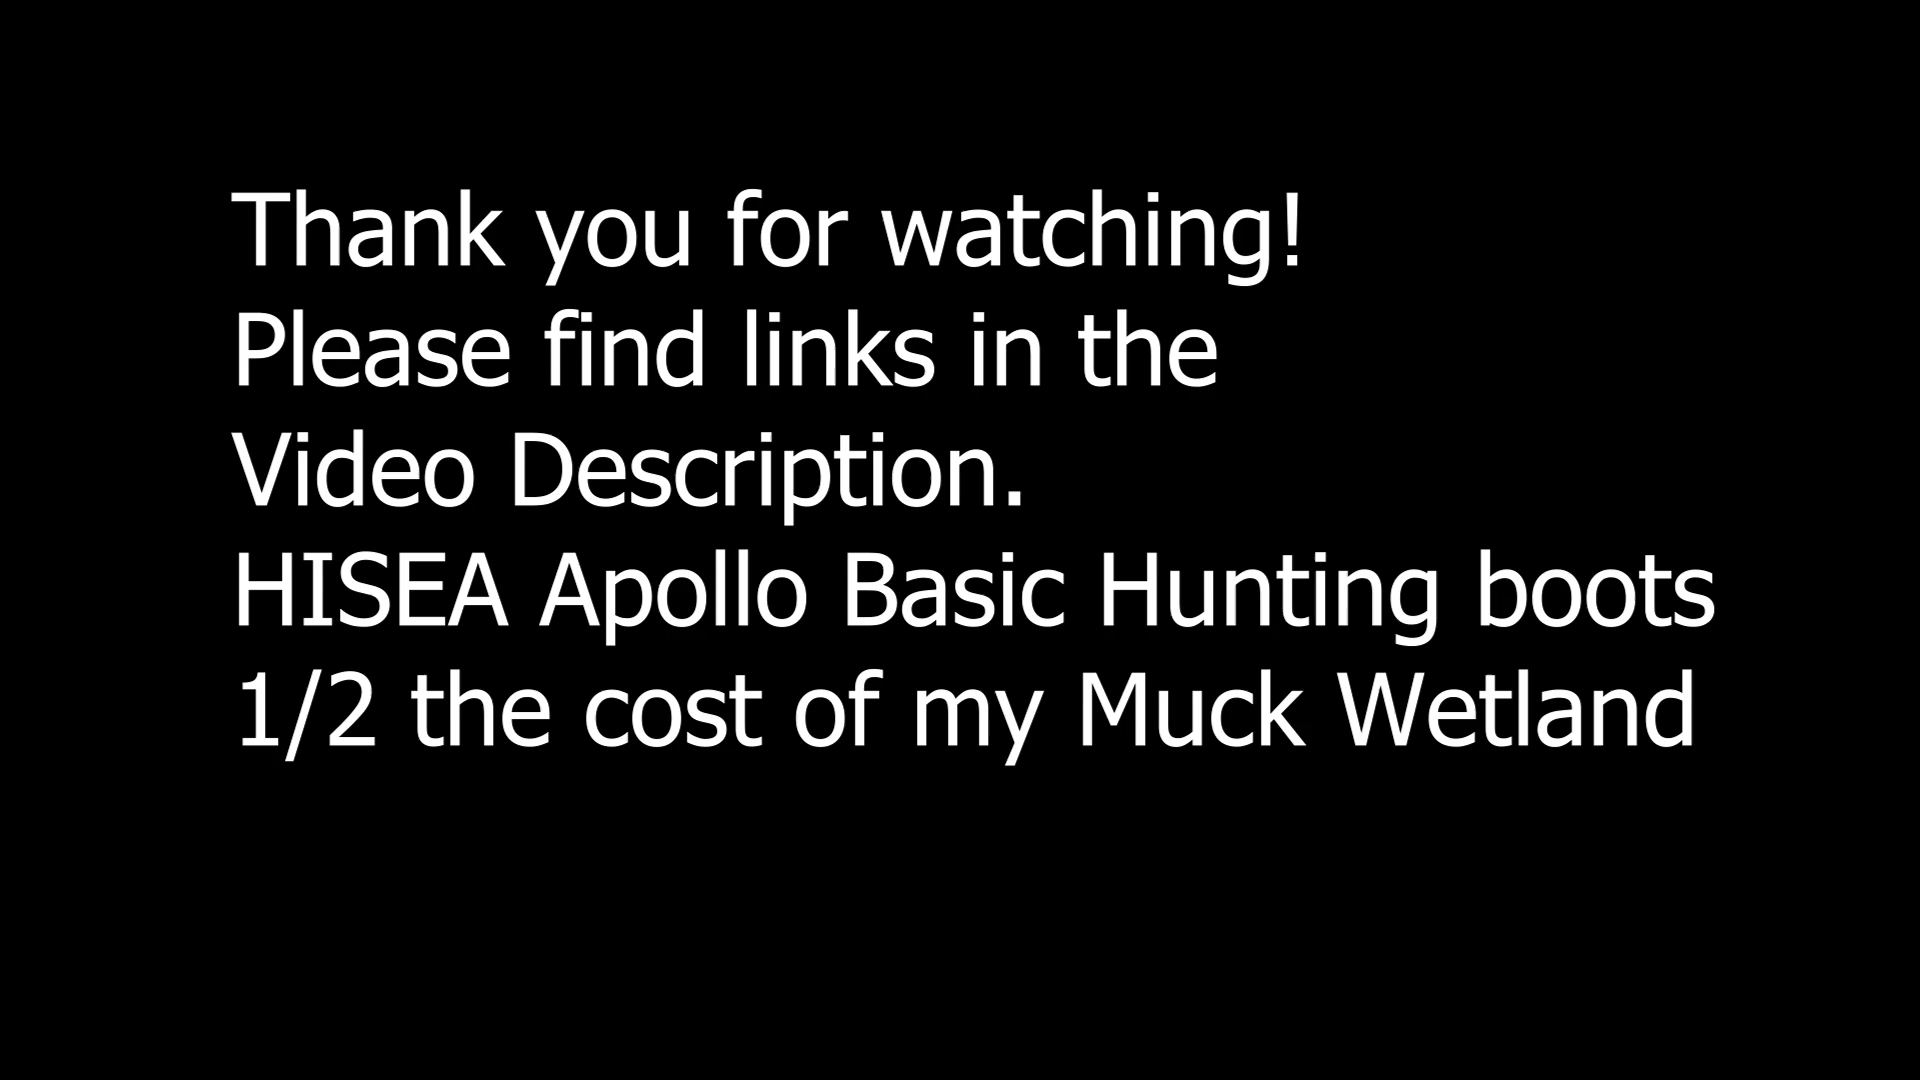 Thank you for watching!
Please find links in the
Video Description.
HISEA Apollo Basic Hunting boots
1/2 the cost of my Muck Wetland